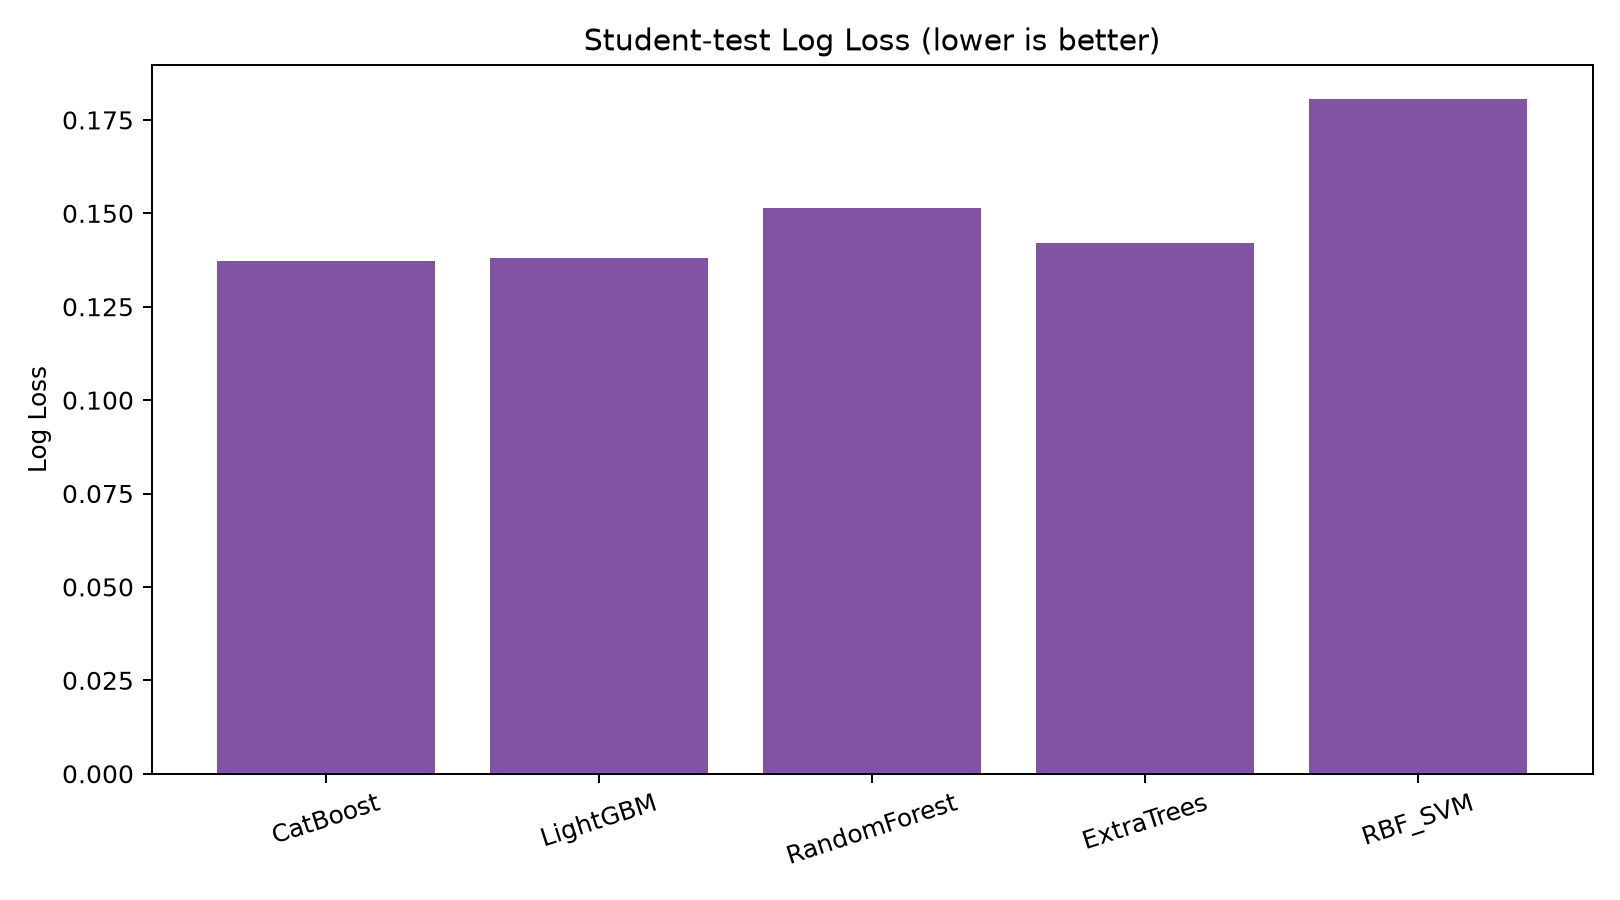 Student-test Log Loss (lower is better)
Log Loss
0.175
0.150
0.125
0.100
0.075
0.050
0.025
0.000
CatBoost
LightGBM
RandomForest
ExtraTrees
RBF_SVM